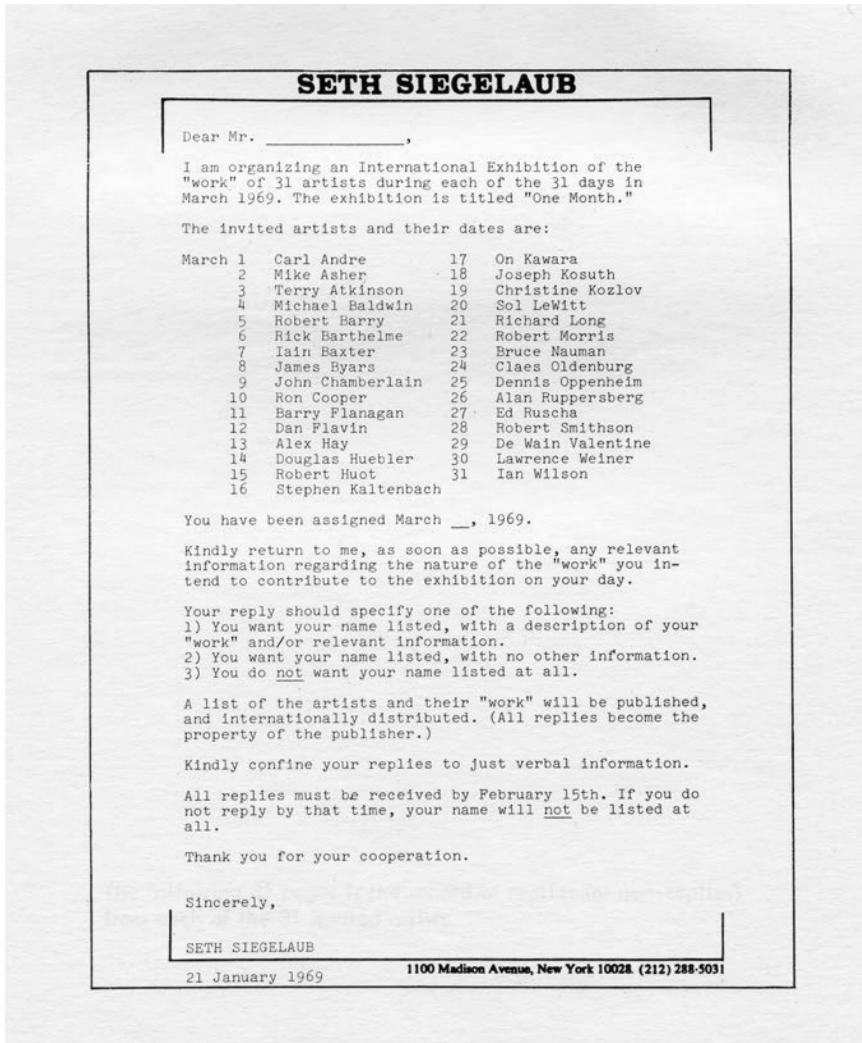 SETH SIEGELAUB
Dear Mr. _______________,
I am organizing an International Exhibition of the
"work" of 31 artists during each of the 31 days in
March 1969. The exhibition is titled "One Month."
The invited artists and their dates are:
March 1 Carl Andre 17 On Kawara
2 Mike Asher 18 Joseph Kosuth
3 Terry Atkinson 19 Christine Kozlov
4 Michael Baldwin 20 Sol LeWitt
5 Robert Barry 21 Richard Long
6 Rick Barthelme 22 Robert Morris
7 Iain Baxter 23 Bruce Nauman
8 James Byars 24 Claes Oldenburg
9 John Chamberlain 25 Dennis Oppenheim
10 Ron Cooper 26 Alan Ruppersberg
11 Barry Flanagan 27 Ed Ruscha
12 Dan Flavin 28 Robert Smithson
13 Alex Hay 29 De Wain Valentine
14 Douglas Huebler 30 Lawrence Weiner
15 Robert Huot 31 Ian Wilson
16 Stephen Kaltenbach
You have been assigned March __, 1969.
Kindly return to me, as soon as possible, any relevant
information regarding the nature of the "work" you in-
tend to contribute to the exhibition on your day.
Your reply should specify one of the following:
1) You want your name listed, with a description of your
"work" and/or relevant information.
2) You want your name listed, with no other information.
3) You do not want your name listed at all.
A list of the artists and their "work" will be published,
and internationally distributed. (All replies become the
property of the publisher.)
Kindly confine your replies to just verbal information.
All replies must be received by February 15th. If you do
not reply by that time, your name will not be listed at
all.
Thank you for your cooperation.
Sincerely,
SETH SIEGELAUB
21 January 1969
1100 Madison Avenue, New York 10028. (212) 288-5031